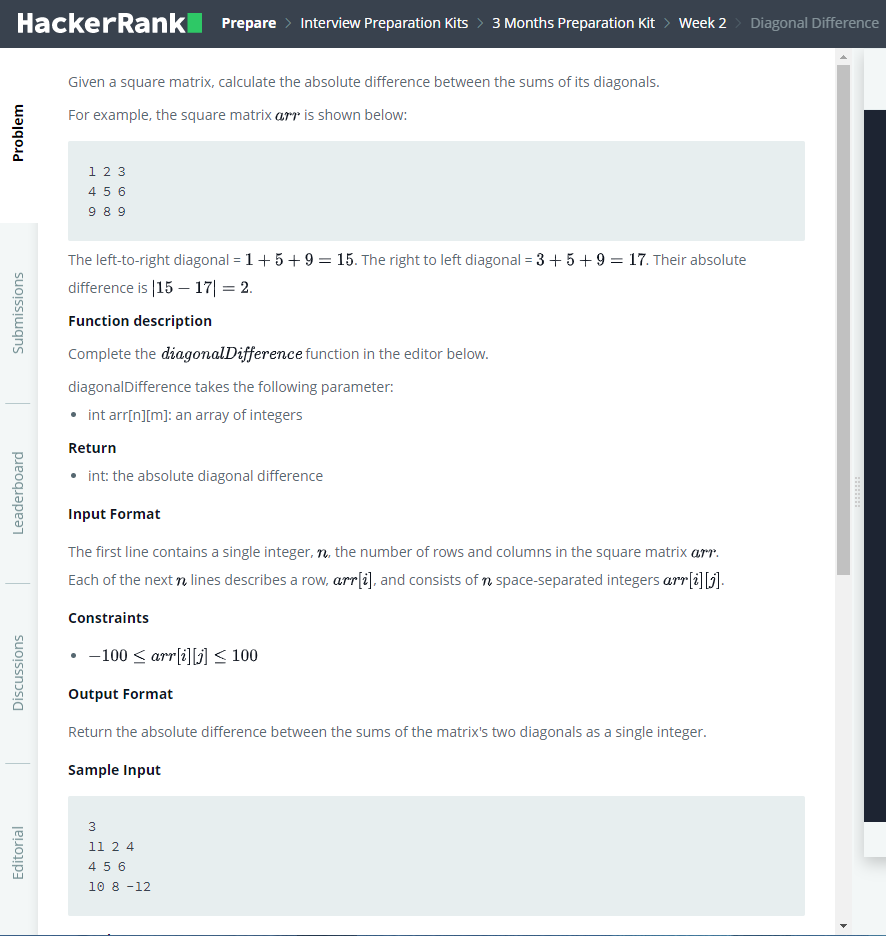 HackerRank Prepare > Interview Preparation Kits > 3 Months Preparation Kit > Week 2 > Diagonal Difference
Problem
Submissions
Leaderboard
Discussions
Editorial
Given a square matrix, calculate the absolute difference between the sums of its diagonals.
For example, the square matrix arr is shown below:
1 2 3
4 5 6
9 8 9
The left-to-right diagonal = 1 + 5 + 9 = 15. The right to left diagonal = 3 + 5 + 9 = 17. Their absolute
difference is |15 − 17| = 2.
Function description
Complete the diagonalDifference function in the editor below.
diagonalDifference takes the following parameter:
• int arr[n][m]: an array of integers
Return
• int: the absolute diagonal difference
Input Format
The first line contains a single integer, n, the number of rows and columns in the square matrix arr.
Each of the next n lines describes a row, arr[i], and consists of n space-separated integers arr[i][j].
Constraints
• −100 ≤ arr[i][j] ≤ 100
Output Format
Return the absolute difference between the sums of the matrix's two diagonals as a single integer.
Sample Input
3
11 2 4
4 5 6
10 8 -12